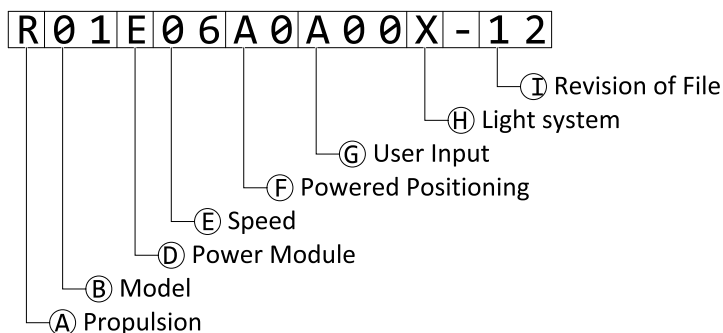 R01E06A0A00X-12
I Revision of File
H Light system
G User Input
F Powered Positioning
E Speed
D Power Module
B Model
A Propulsion